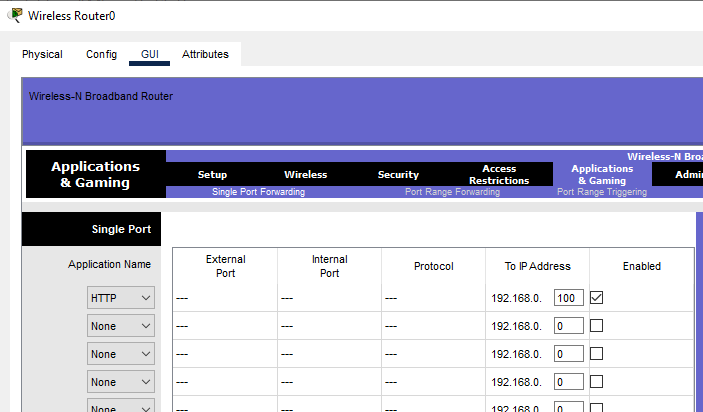 Wireless Router0
Physical Config GUI Attributes
Wireless-N Broadband Router
Wireless-N Bro
Applications & Gaming
Setup Wireless Security Access Restrictions Applications & Gaming Admi
Single Port Forwarding Port Range Forwarding Port Range Triggering
Single Port
Application Name External Port Internal Port Protocol To IP Address Enabled
HTTP --- --- --- 192.168.0. 100
None --- --- --- 192.168.0. 0
None --- --- --- 192.168.0. 0
None --- --- --- 192.168.0. 0
None --- --- --- 192.168.0. 0